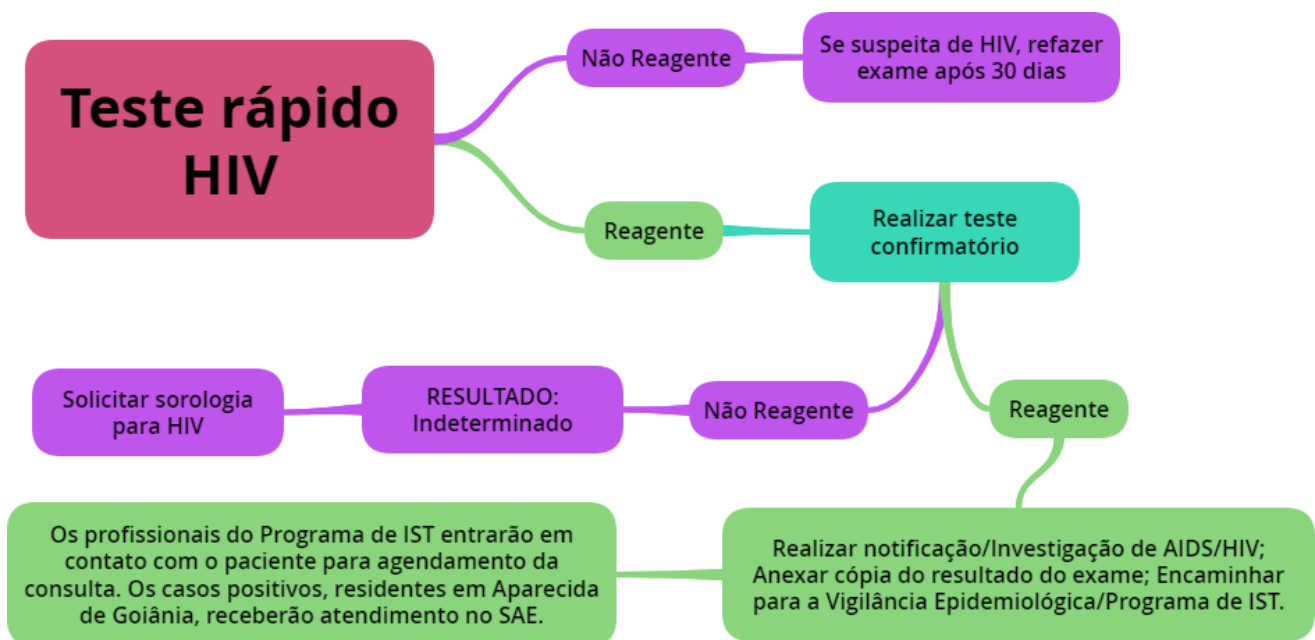 Teste rápido
HIV
Não Reagente
Se suspeita de HIV, refazer
exame após 30 dias
Reagente
Realizar teste
confirmatório
Solicitar sorologia
para HIV
RESULTADO:
Indeterminado
Não Reagente
Reagente
Os profissionais do Programa de IST entrarão em
contato com o paciente para agendamento da
consulta. Os casos positivos, residentes em Aparecida
de Goiânia, receberão atendimento no SAE.
Realizar notificação/Investigação de AIDS/HIV;
Anexar cópia do resultado do exame; Encaminhar
para a Vigilância Epidemiológica/Programa de IST.